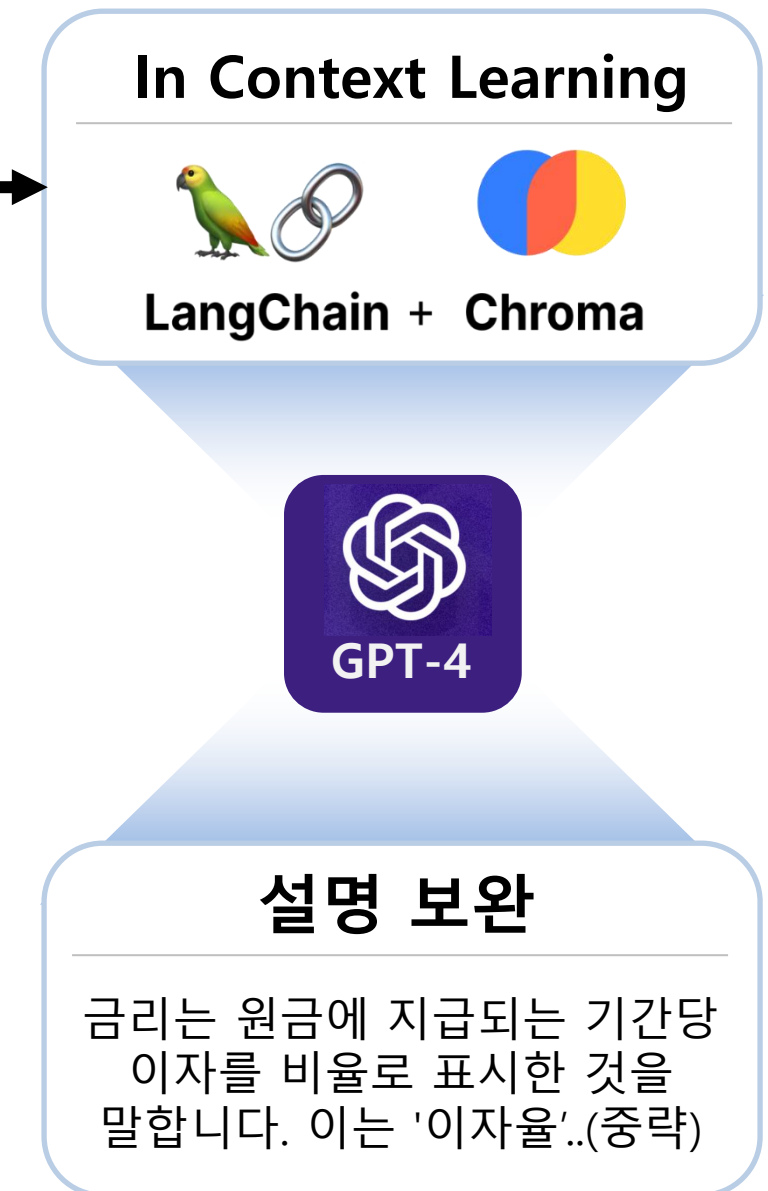 In Context Learning
LangChain + Chroma
GPT-4
설명 보완
금리는 원금에 지급되는 기간당
이자를 비율로 표시한 것을
말합니다. 이는 '이자율’..(중략)